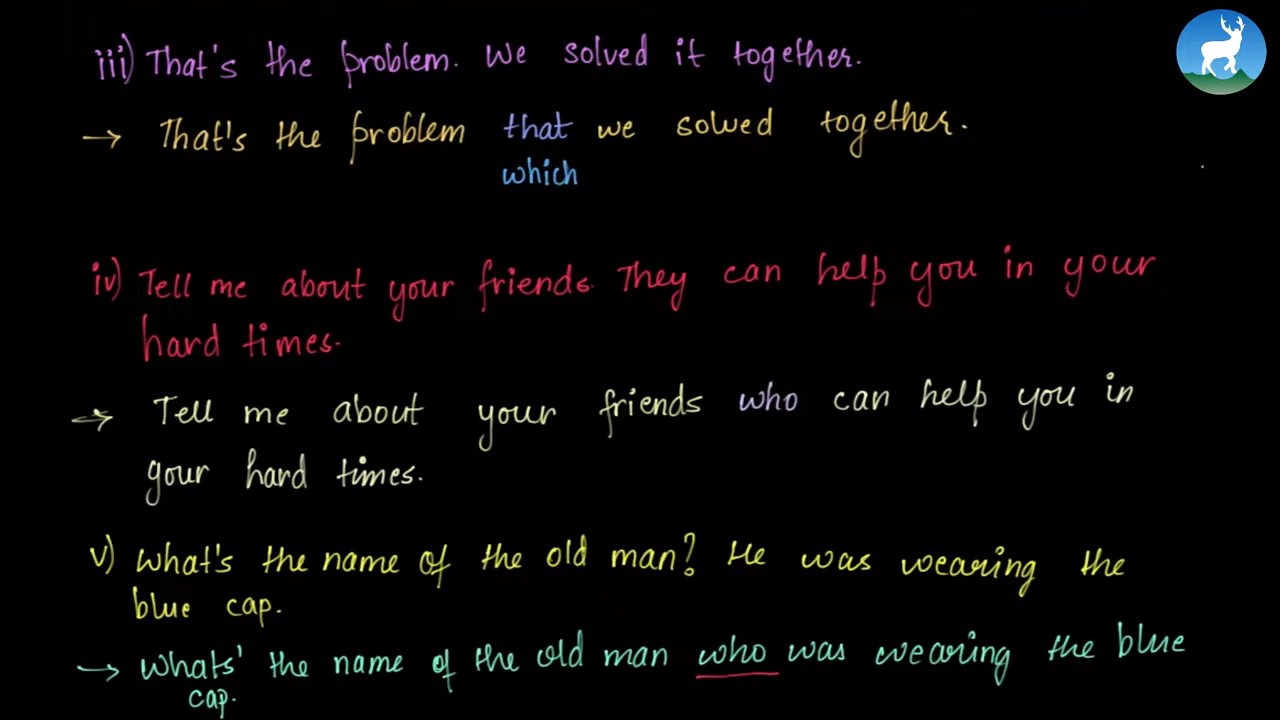 iii) That's the problem. We solved it together.
→ That's the problem that we solved together.
which
iv) Tell me about your friends. They can help you in your
hard times.
→ Tell me about your friends who can help you in
your hard times.
v) What's the name of the old man? He was wearing the
blue cap.
→ Whats' the name of the old man who was wearing the blue
cap.